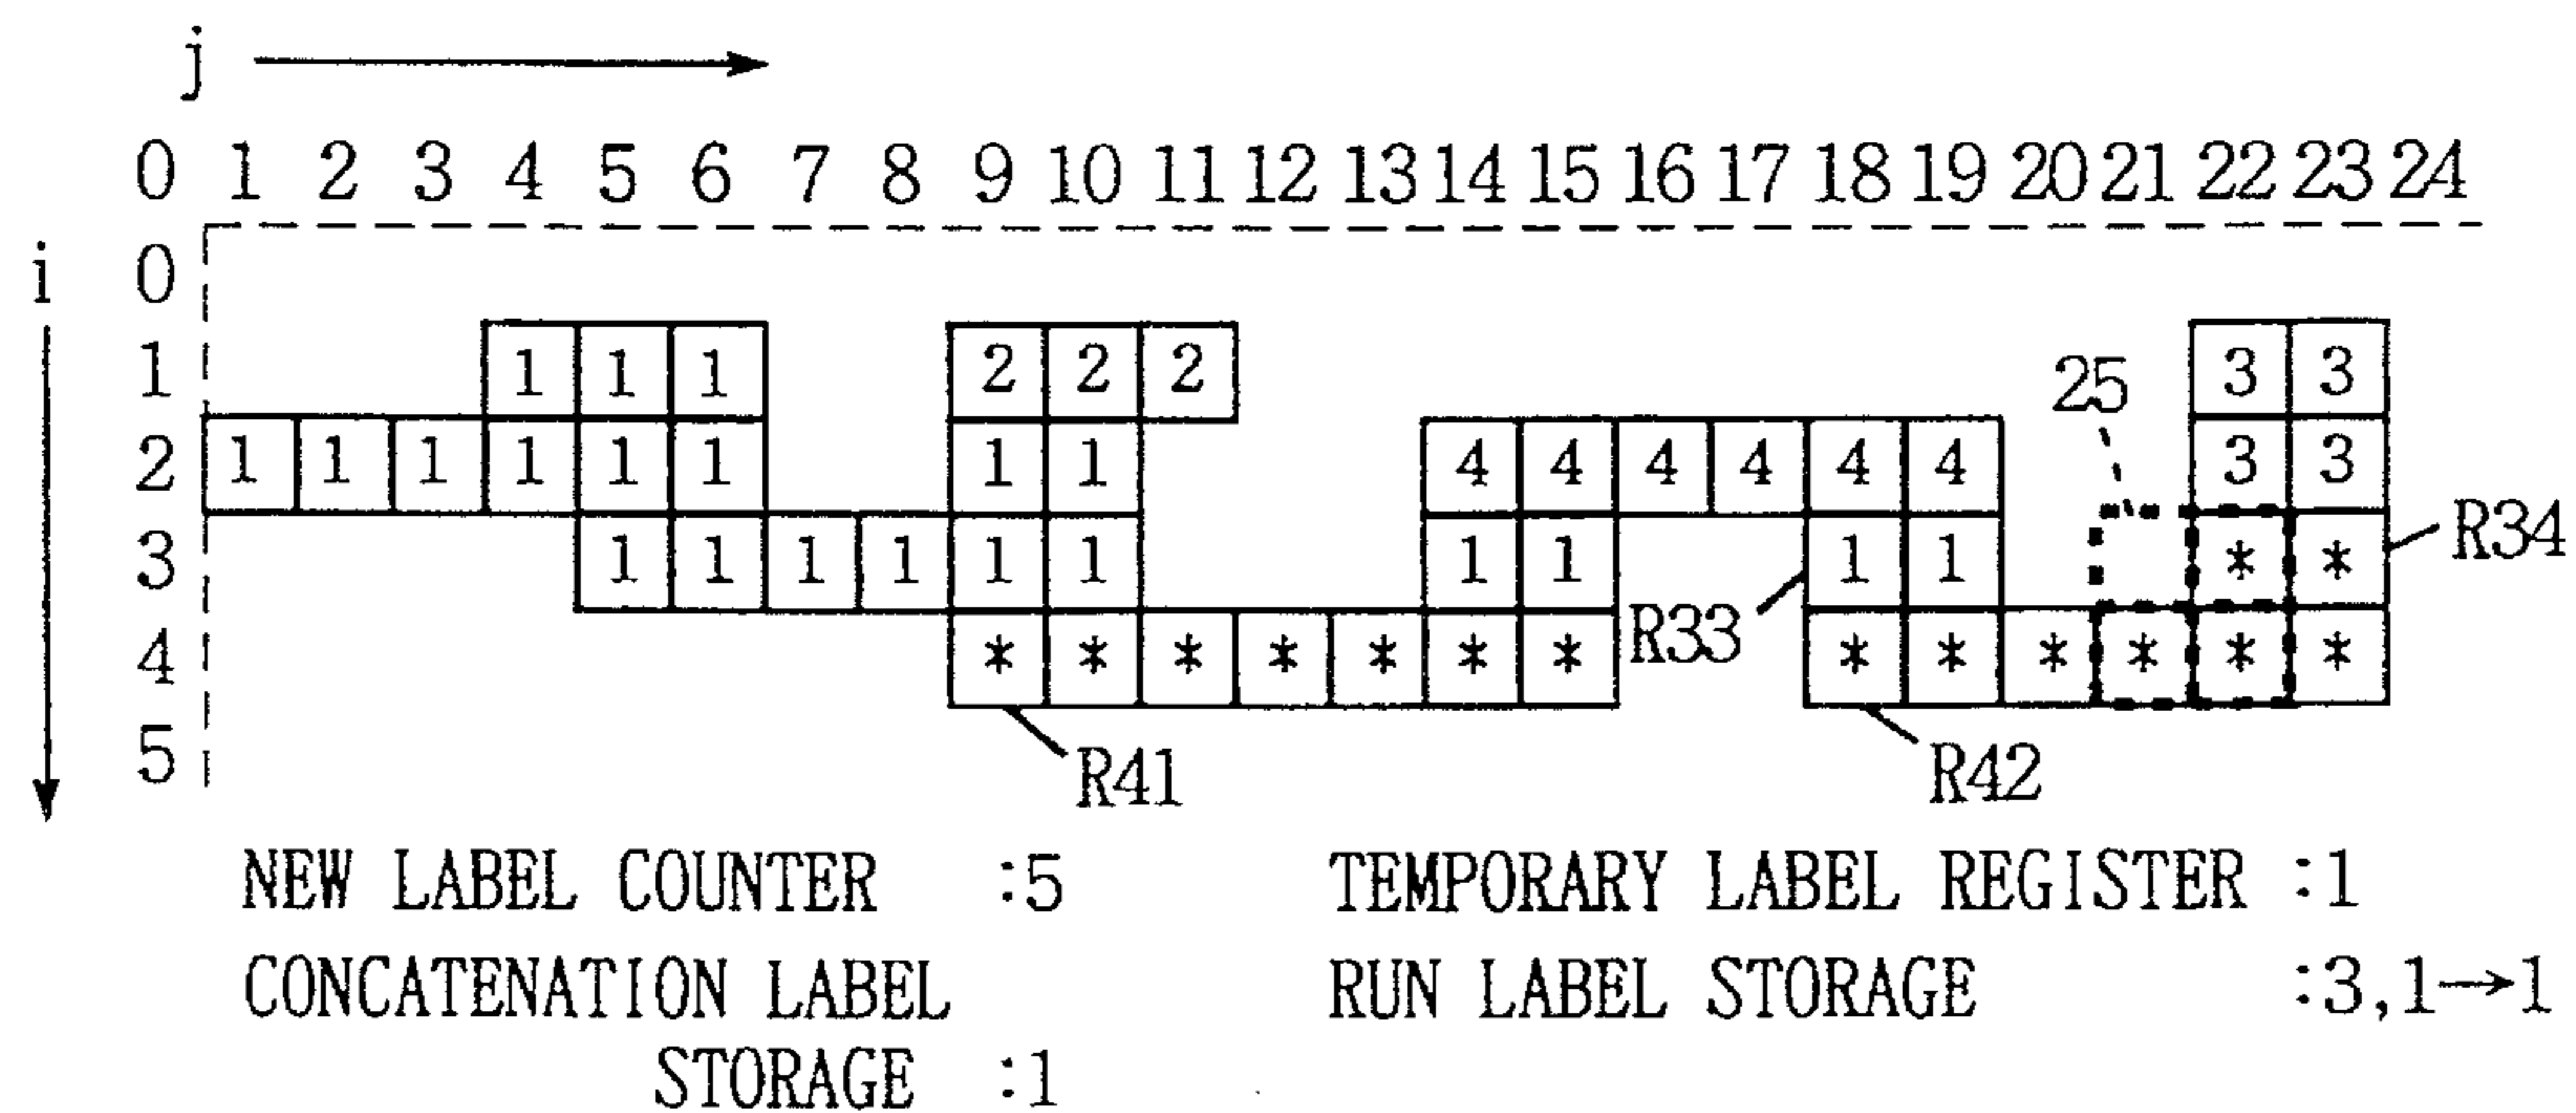 j
0 1 2 3 4 5 6 7 8 9 10 11 12 13 14 15 16 17 18 19 20 21 22 23 24
i 0
1 1 1 1 2 2 2 25 3 3
2 1 1 1 1 1 1 1 1 4 4 4 4 4 4 3 3
3 1 1 1 1 1 1 1 1 R33 1 1 * * R34
4 * * * * * * * * * * * * *
5 R41 R42
NEW LABEL COUNTER :5 TEMPORARY LABEL REGISTER :1
CONCATENATION LABEL RUN LABEL STORAGE :3,1→1
STORAGE :1